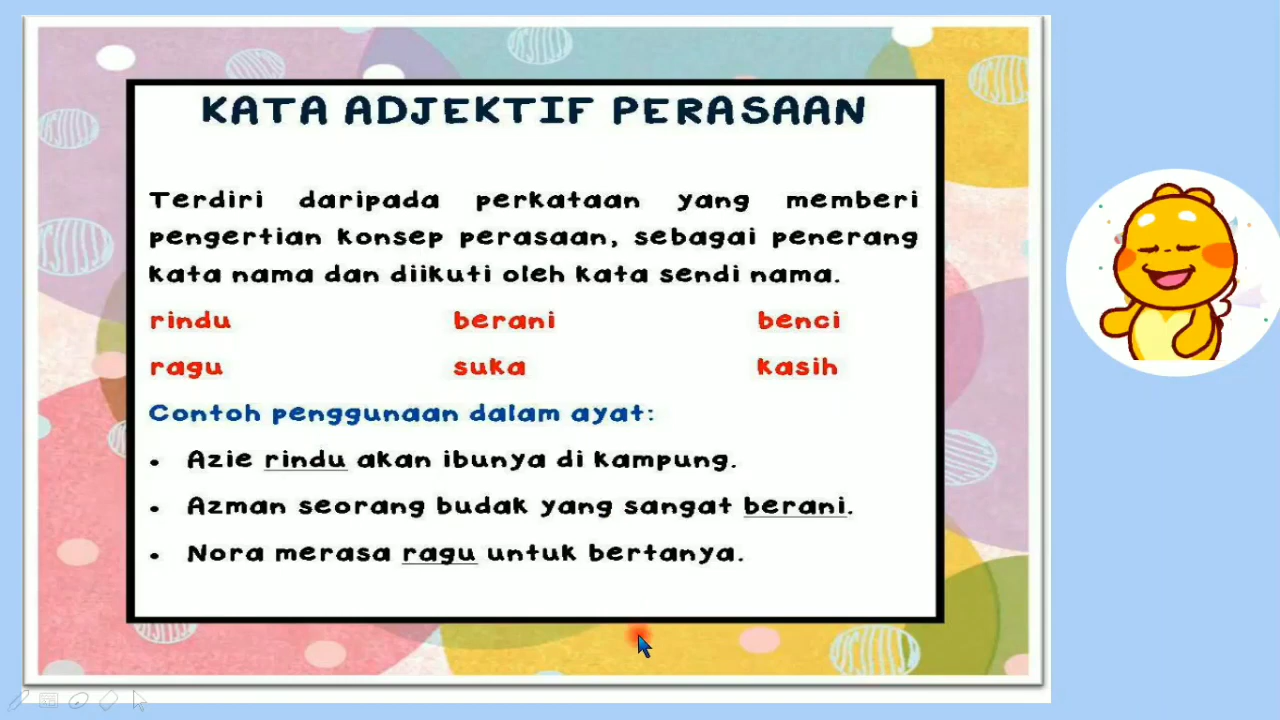 KATA ADJEKTIF PERASAAN
Terdiri daripada perkataan yang memberi
pengertian konsep perasaan, sebagai penerang
kata nama dan diikuti oleh kata sendi nama.
rindu berani benci
ragu suka kasih
Contoh penggunaan dalam ayat:
• Azie rindu akan ibunya di kampung.
• Azman seorang budak yang sangat berani.
• Nora merasa ragu untuk bertanya.